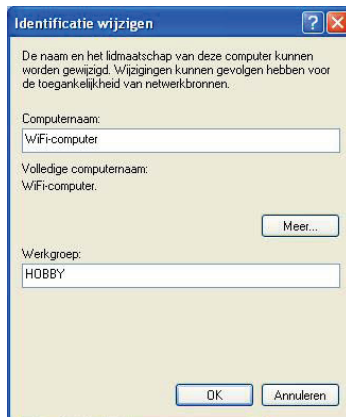 Identificatie wijzigen
De naam en het lidmaatschap van deze computer kunnen
worden gewijzigd. Wijzigingen kunnen gevolgen hebben voor
de toegankelijkheid van netwerkbronnen.
Computernaam:
WiFi-computer
Volledige computernaam:
WiFi-computer.
Meer...
Werkgroep:
HOBBY
OK
Annuleren